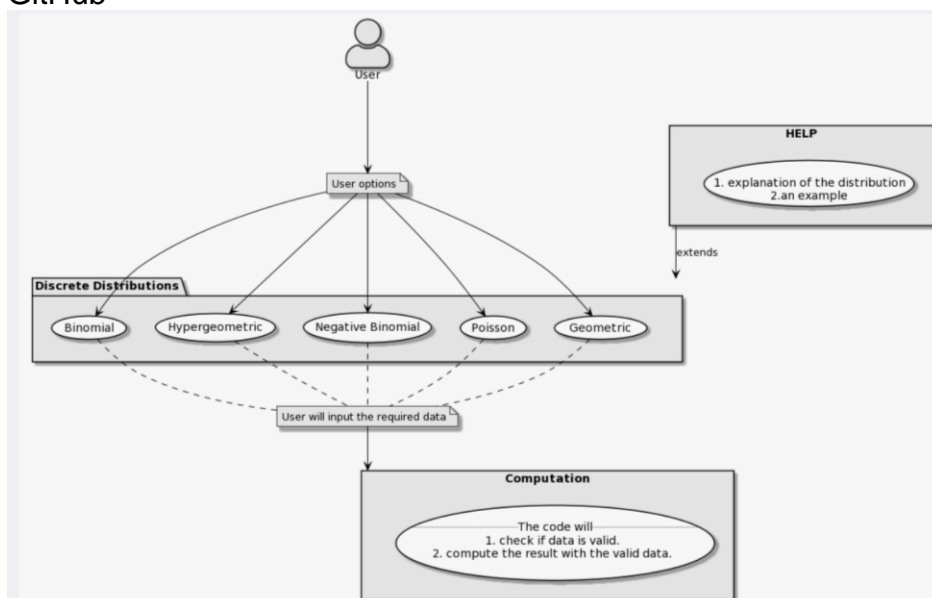 GitHub
User
User options
HELP
1. explanation of the distribution
2.an example
extends
Discrete Distributions
Binomial
Hypergeometric
Negative Binomial
Poisson
Geometric
User will input the required data
Computation
The code will
1. check if data is valid.
2. compute the result with the valid data.